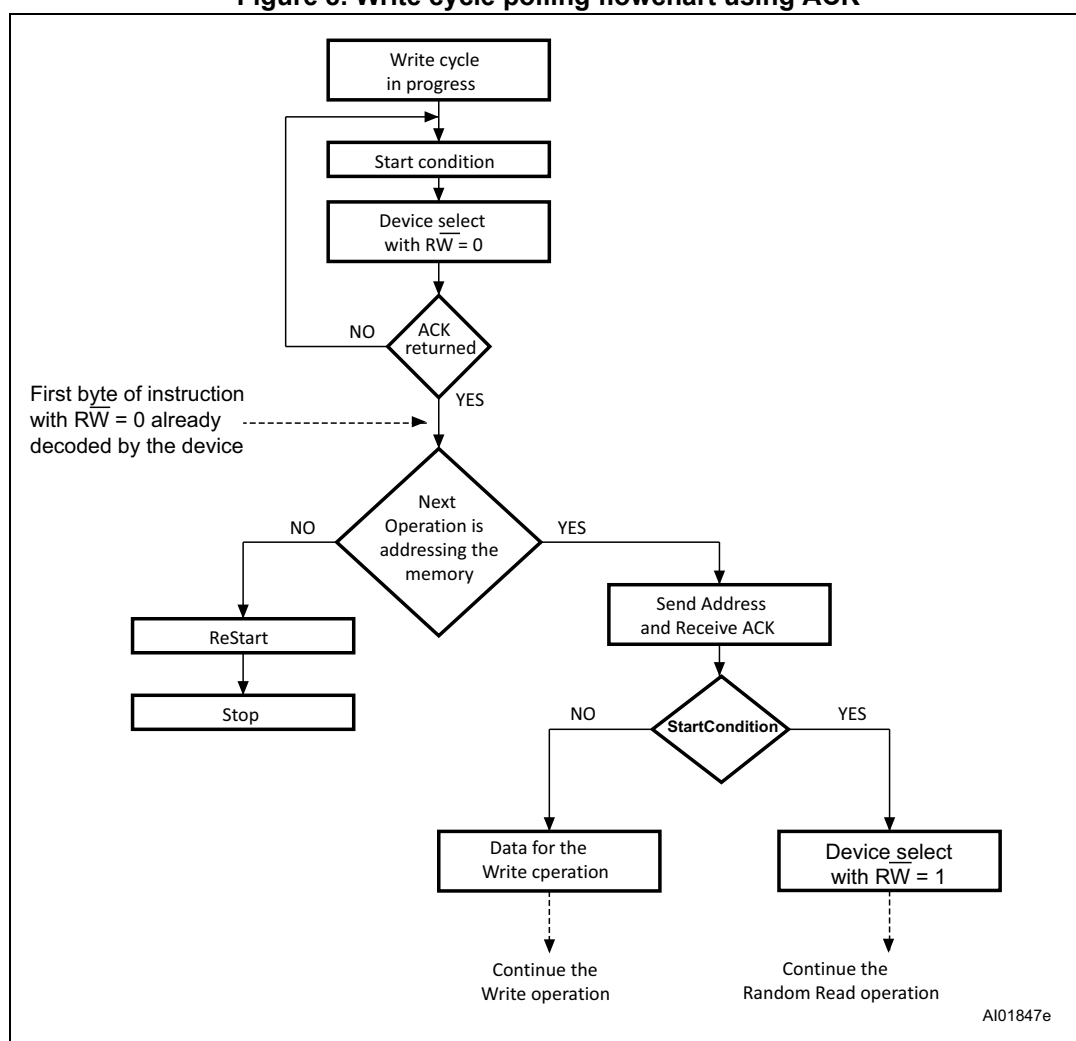 Write cycle
in progress
Start condition
Device select
with RW̅ = 0
NO
ACK
returned
YES
First byte of instruction
with RW̅ = 0 already
decoded by the device
Next
Operation is
addressing the
memory
NO
YES
Send Address
and Receive ACK
ReStart
Stop
StartCondition
NO
YES
Data for the
Write cperation
Device select
with RW̅ = 1
Continue the
Write operation
Continue the
Random Read operation
AI01847e